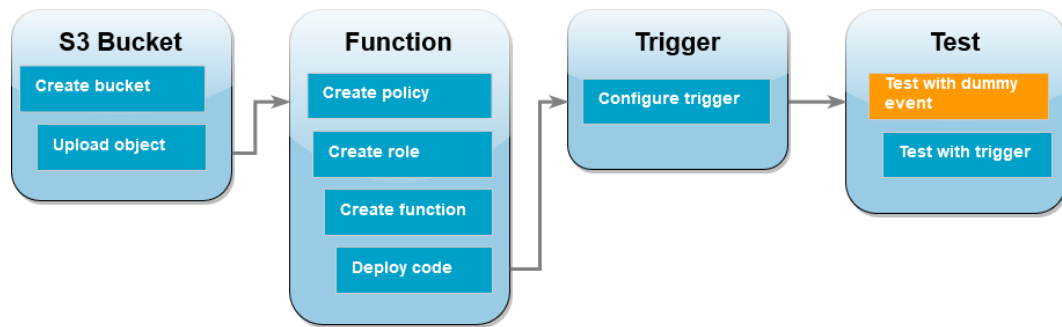 S3 Bucket
Create bucket
Upload object
Function
Create policy
Create role
Create function
Deploy code
Trigger
Configure trigger
Test
Test with dummy
event
Test with trigger